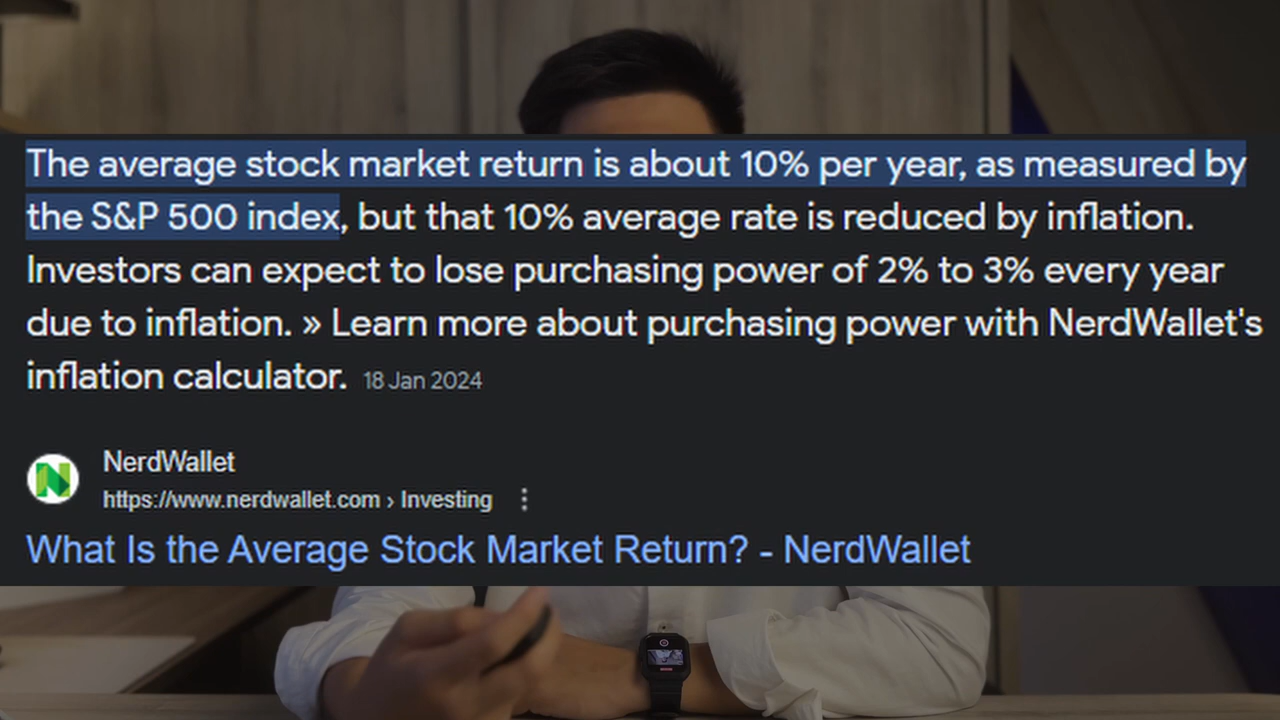 The average stock market return is about 10% per year, as measured by
the S&P 500 index, but that 10% average rate is reduced by inflation.
Investors can expect to lose purchasing power of 2% to 3% every year
due to inflation. » Learn more about purchasing power with NerdWallet's
inflation calculator. 18 Jan 2024
NerdWallet
https://www.nerdwallet.com › Investing
What Is the Average Stock Market Return? - NerdWallet